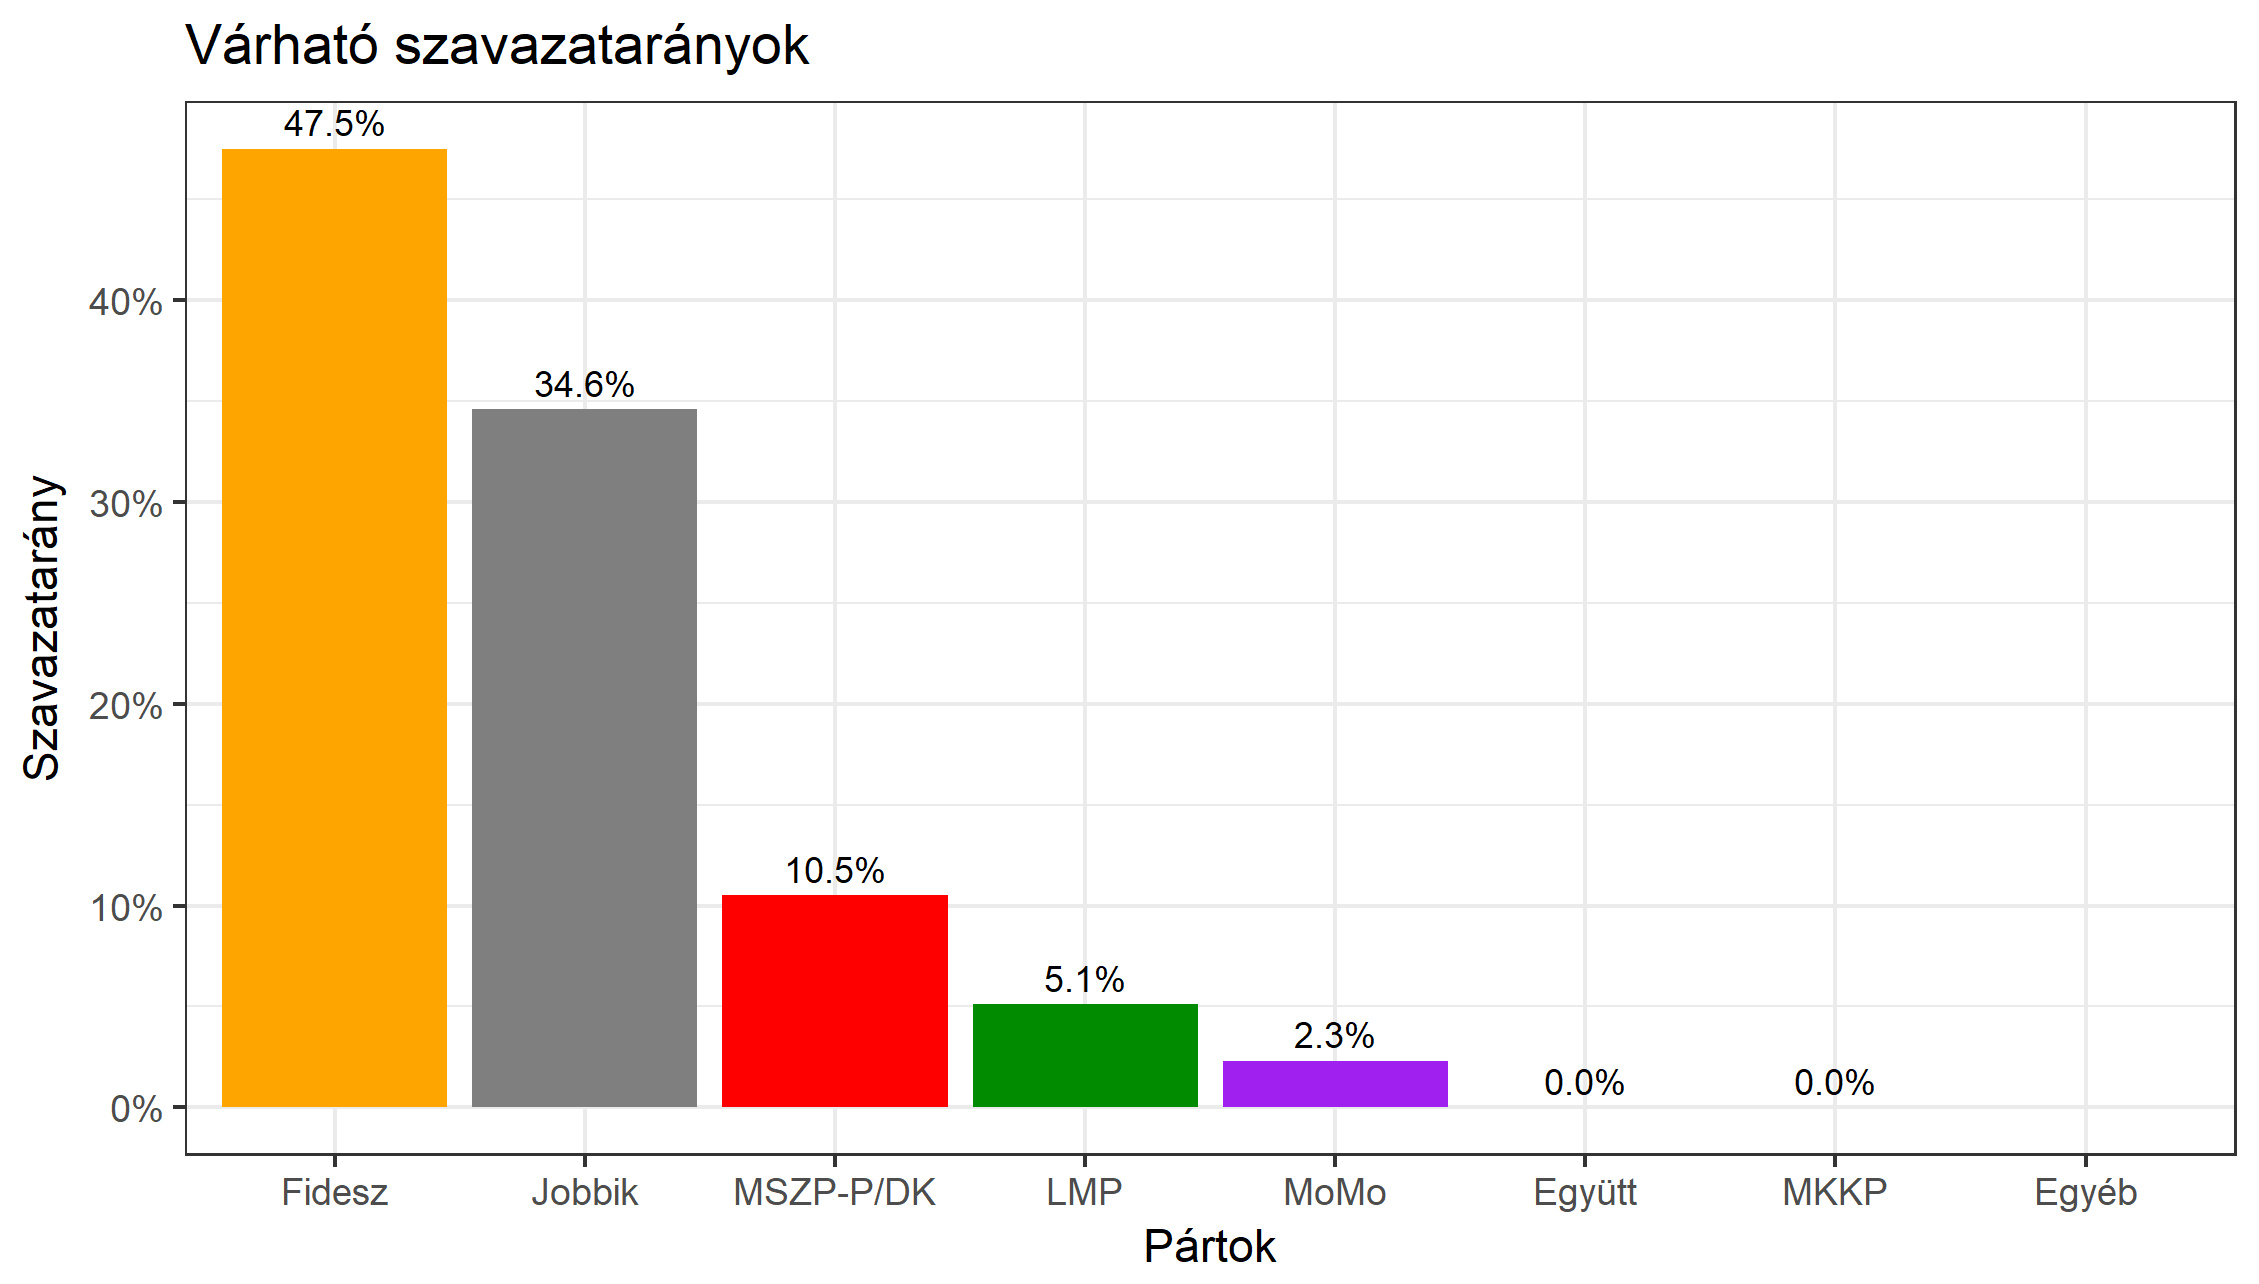 Várható szavazatarányok
47.5%
34.6%
10.5%
5.1%
2.3%
0.0%
0.0%
40%
30%
20%
10%
0%
Szavazatarány
Fidesz
Jobbik
MSZP-P/DK
LMP
MoMo
Együtt
MKKP
Egyéb
Pártok